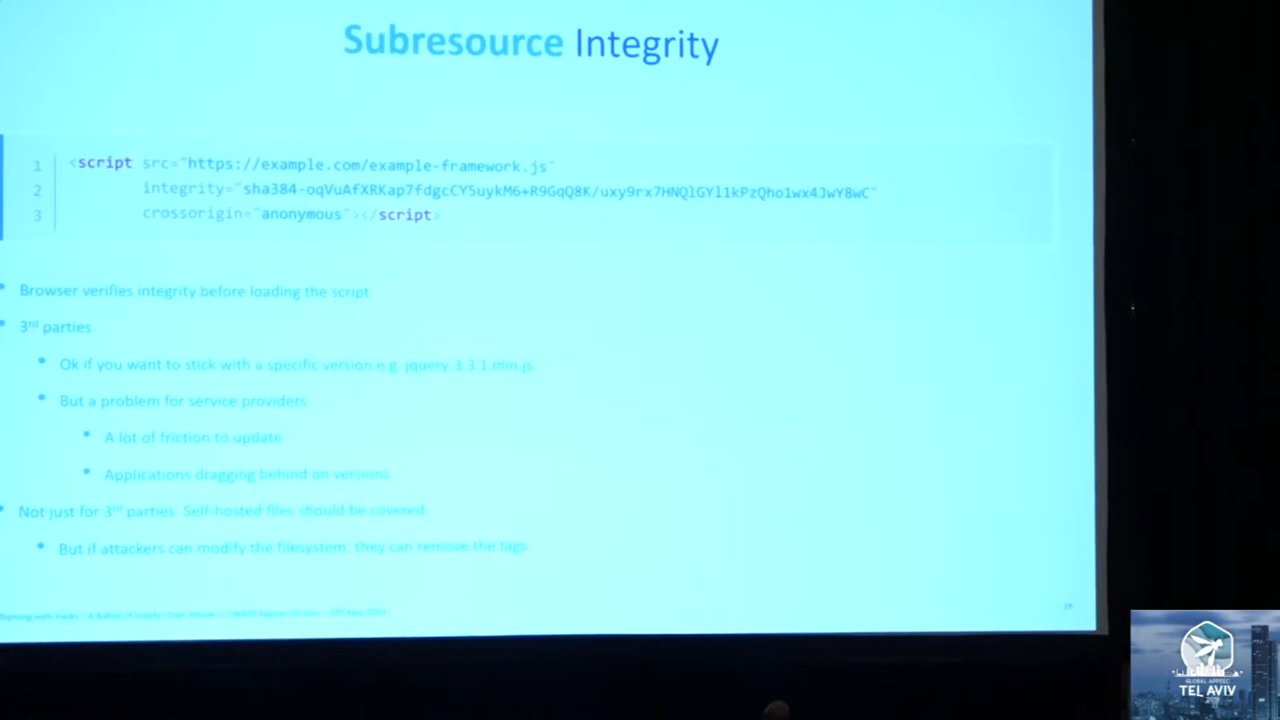 Subresource Integrity
1 <script src="https://example.com/example-framework.js"
2 integrity="sha384-oqVuAfXRKap7fdgcCY5uykM6+R9GqQ8K/uxy9rx7HNQlGYl1kPzQho1wx4JwY8wC"
3 crossorigin="anonymous"></script>
• Browser verifies integrity before loading the script
• 3rd parties
• Ok if you want to stick with a specific version e.g. jquery-3.3.1.min.js
• But a problem for service providers
• A lot of friction to update
• Applications dragging behind on versions
• Not just for 3rd parties. Self-hosted files should be covered
• But if attackers can modify the filesystem, they can remove the tags
GLOBAL APPSEC
TEL AVIV